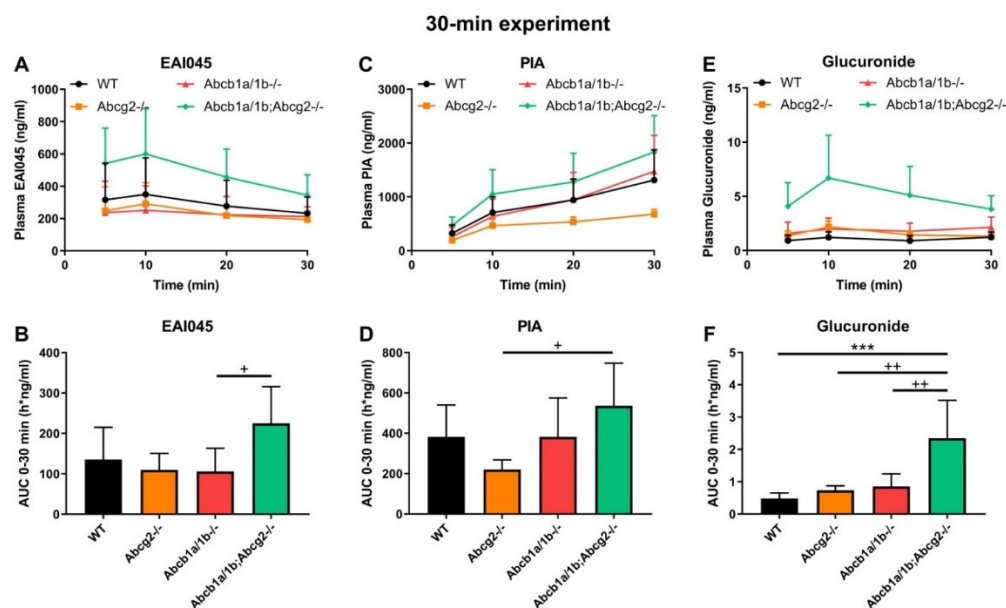 30-min experiment
A
EAI045
WT
Abcb1a/1b-/-
Abcg2-/-
Abcb1a/1b;Abcg2-/-
Plasma EAI045 (ng/ml)
1000
800
600
400
200
0
0
10
20
30
Time (min)
C
PIA
WT
Abcb1a/1b-/-
Abcg2-/-
Abcb1a/1b;Abcg2-/-
Plasma PIA (ng/ml)
3000
2000
1000
0
0
10
20
30
Time (min)
E
Glucuronide
WT
Abcb1a/1b-/-
Abcg2-/-
Abcb1a/1b;Abcg2-/-
Plasma Glucuronide (ng/ml)
15
10
5
0
0
10
20
30
Time (min)
B
EAI045
AUC 0-30 min (h*ng/ml)
400
300
200
100
0
+
WT
Abcg2-/-
Abcb1a/1b-/-
Abcb1a/1b;Abcg2-/-
D
PIA
AUC 0-30 min (h*ng/ml)
800
600
400
200
0
+
WT
Abcg2-/-
Abcb1a/1b-/-
Abcb1a/1b;Abcg2-/-
F
Glucuronide
AUC 0-30 min (h*ng/ml)
5
4
3
2
1
0
***
++
++
WT
Abcg2-/-
Abcb1a/1b-/-
Abcb1a/1b;Abcg2-/-